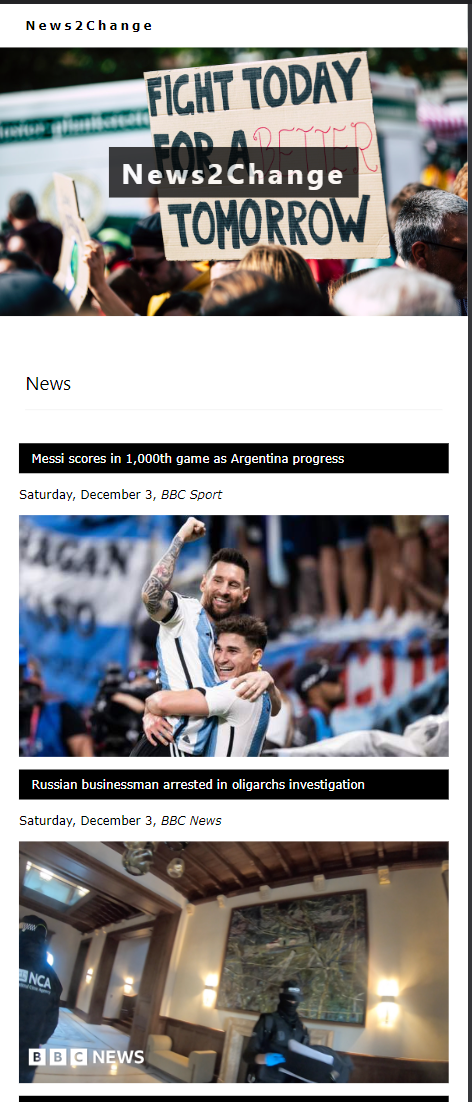 News2Change
FIGHT TODAY
FOR A BETTER
News2Change
TOMORROW
News
Messi scores in 1,000th game as Argentina progress
Saturday, December 3, BBC Sport
Russian businessman arrested in oligarchs investigation
Saturday, December 3, BBC News
NCA
BBC NEWS